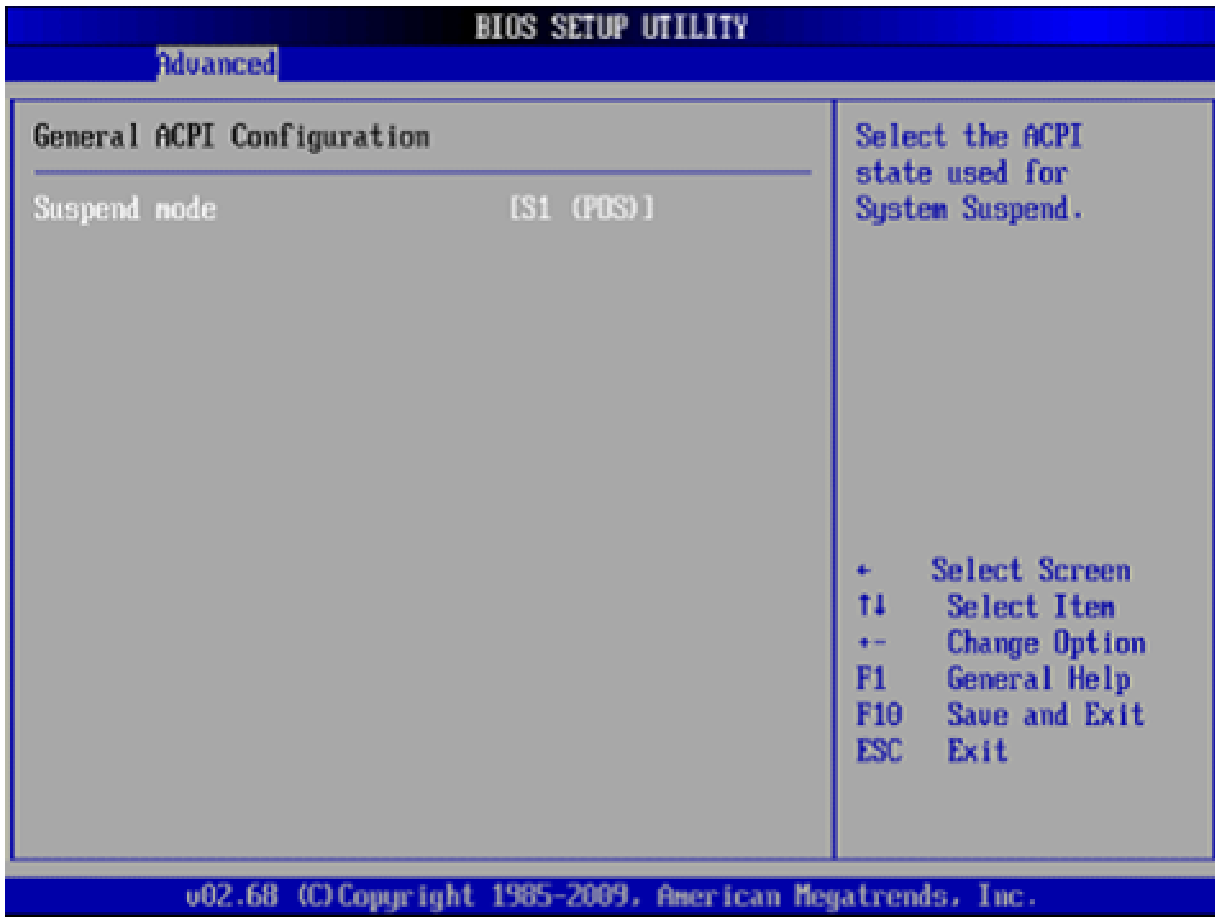 BIOS SETUP UTILITY
Advanced
General ACPI Configuration
Suspend mode [S1 (POS)]
Select the ACPI
state used for
System Suspend.
← Select Screen
↑↓ Select Item
+- Change Option
F1 General Help
F10 Save and Exit
ESC Exit
v02.68 (C)Copyright 1985-2009, American Megatrends, Inc.